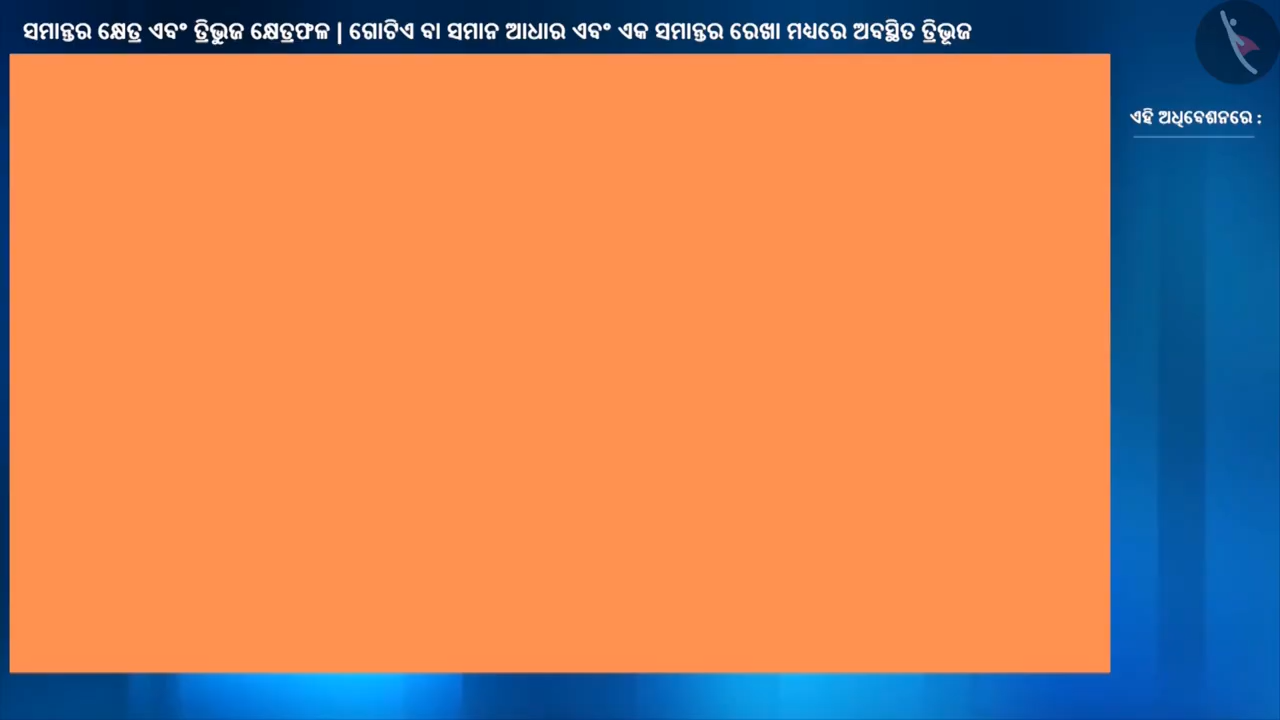 ସମାନ୍ତର କ୍ଷେତ୍ର ଏବଂ ତ୍ରିଭୁଜ କ୍ଷେତ୍ରଫଳ | ଗୋଟିଏ ବା ସମାନ ଆଧାର ଏବଂ ଏକ ସମାନ୍ତର ରେଖା ମଧ୍ୟରେ ଅବସ୍ଥିତ ତ୍ରିଭୂଜ
ଏହି ଅଧିବେଶନରେ :